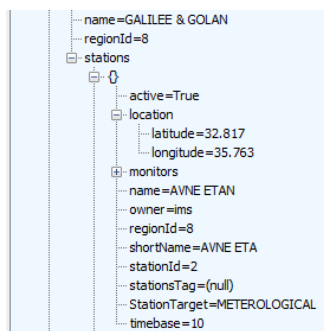 name=GALILEE & GOLAN
regionId=8
stations
{}
active=True
location
latitude=32.817
longitude=35.763
monitors
name=AVNE ETAN
owner=ims
regionId=8
shortName=AVNE ETA
stationId=2
stationsTag=(null)
StationTarget=METEROLOGICAL
timebase=10